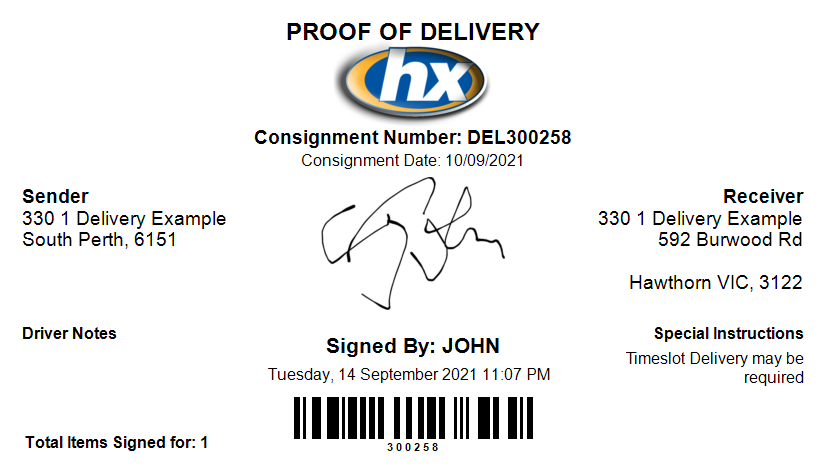 PROOF OF DELIVERY
hx
Consignment Number: DEL300258
Consignment Date: 10/09/2021
Sender
330 1 Delivery Example
South Perth, 6151
Receiver
330 1 Delivery Example
592 Burwood Rd
Hawthorn VIC, 3122
Driver Notes
Signed By: JOHN
Tuesday, 14 September 2021 11:07 PM
Special Instructions
Timeslot Delivery may be
required
Total Items Signed for: 1
300258